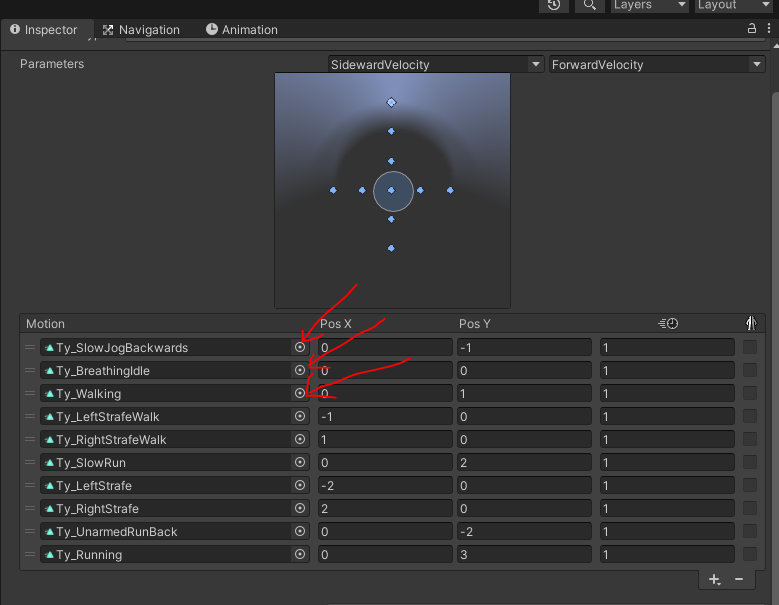 Layers Layout
Inspector Navigation Animation
Parameters SidewardVelocity ForwardVelocity
Motion Pos X Pos Y
Ty_SlowJogBackwards 0 -1 1
Ty_BreathingIdle 0 0 1
Ty_Walking 0 1 1
Ty_LeftStrafeWalk -1 0 1
Ty_RightStrafeWalk 1 0 1
Ty_SlowRun 0 2 1
Ty_LeftStrafe -2 0 1
Ty_RightStrafe 2 0 1
Ty_UnarmedRunBack 0 -2 1
Ty_Running 0 3 1